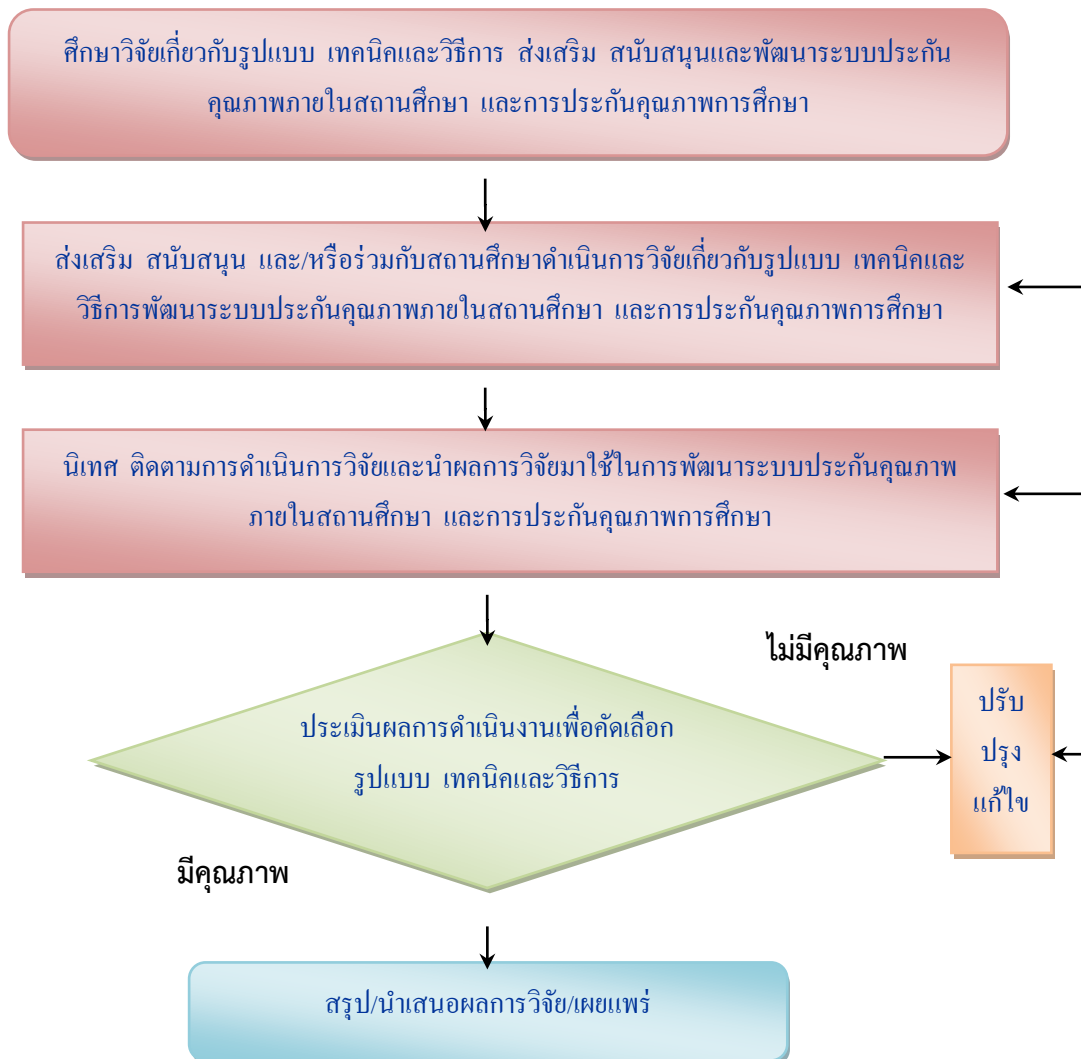 ศึกษาวิจัยเกี่ยวกับรูปแบบ เทคนิคและวิธีการ ส่งเสริม สนับสนุนและพัฒนาระบบประกัน
คุณภาพภายในสถานศึกษา และการประกันคุณภาพการศึกษา
ส่งเสริม สนับสนุน และ/หรือร่วมกับสถานศึกษาดำเนินการวิจัยเกี่ยวกับรูปแบบ เทคนิคและ
วิธีการพัฒนาระบบประกันคุณภาพภายในสถานศึกษา และการประกันคุณภาพการศึกษา
นิเทศ ติดตามการดำเนินการวิจัยและนำผลการวิจัยมาใช้ในการพัฒนาระบบประกันคุณภาพ
ภายในสถานศึกษา และการประกันคุณภาพการศึกษา
ไม่มีคุณภาพ
ประเมินผลการดำเนินงานเพื่อคัดเลือก
รูปแบบ เทคนิคและวิธีการ
ปรับ
ปรุง
แก้ไข
มีคุณภาพ
สรุป/นำเสนอผลการวิจัย/เผยแพร่